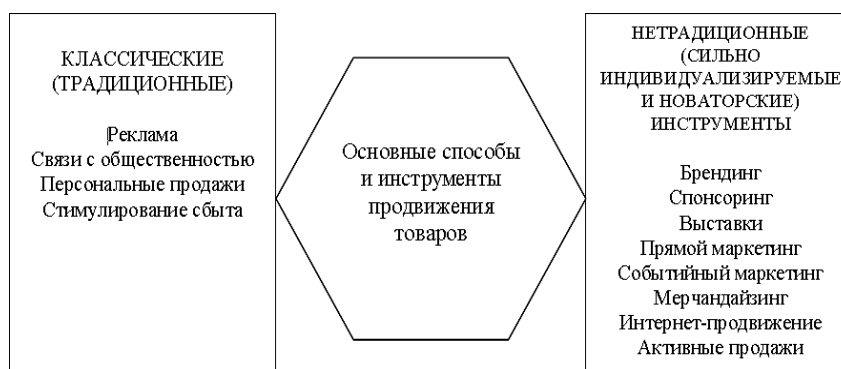 КЛАССИЧЕСКИЕ
(ТРАДИЦИОННЫЕ)
Реклама
Связи с общественностью
Персональные продажи
Стимулирование сбыта
Основные способы
и инструменты
продвижения
товаров
НЕТРАДИЦИОННЫЕ
(СИЛЬНО
ИНДИВИДУАЛИЗИРУЕМЫЕ
И НОВАТОРСКИЕ)
ИНСТРУМЕНТЫ
Брендинг
Спонсоринг
Выставки
Прямой маркетинг
Событийный маркетинг
Мерчандайзинг
Интернет-продвижение
Активные продажи